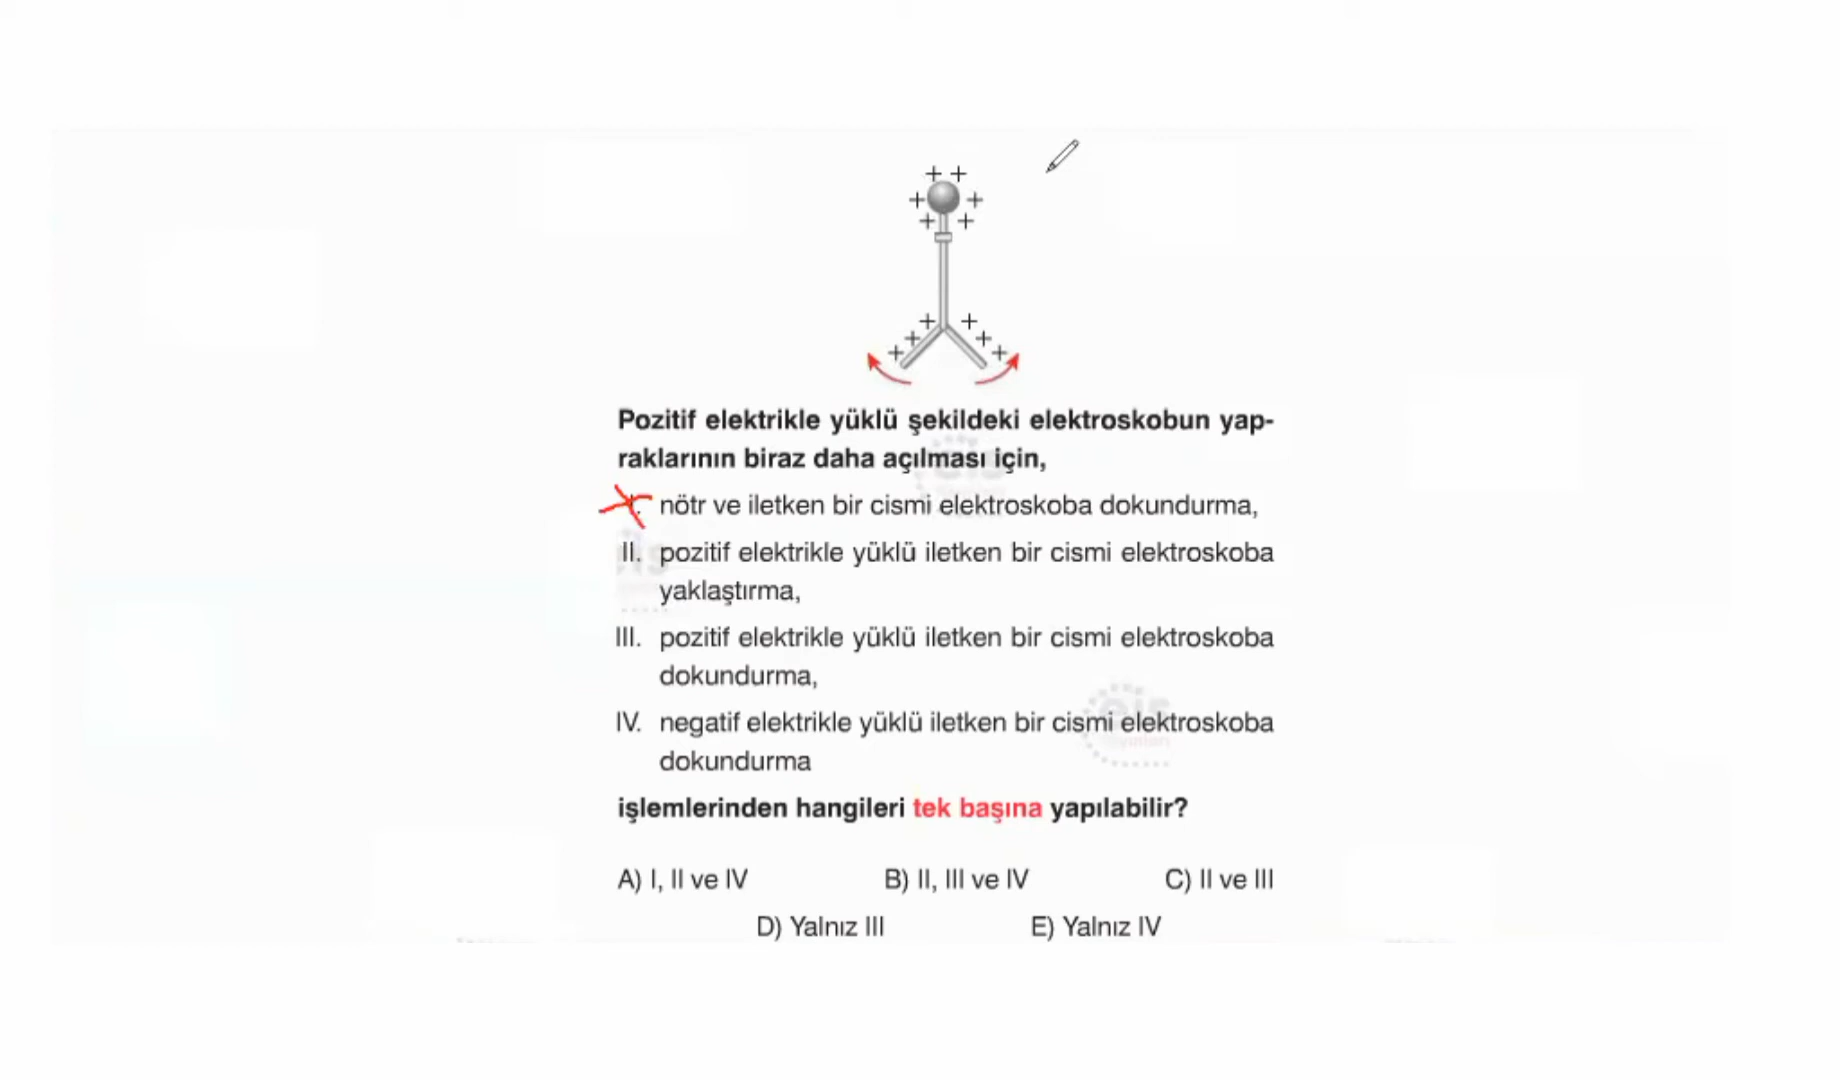 ++
+ +
+ +
+ +
+ +
+ +
Pozitif elektrikle yüklü şekildeki elektroskobun yap-
raklarının biraz daha açılması için,
nötr ve iletken bir cismi elektroskoba dokundurma,
II. pozitif elektrikle yüklü iletken bir cismi elektroskoba
yaklaştırma,
III. pozitif elektrikle yüklü iletken bir cismi elektroskoba
dokundurma,
IV. negatif elektrikle yüklü iletken bir cismi elektroskoba
dokundurma
işlemlerinden hangileri tek başına yapılabilir?
A) I, II ve IV B) II, III ve IV C) II ve III
D) Yalnız III E) Yalnız IV